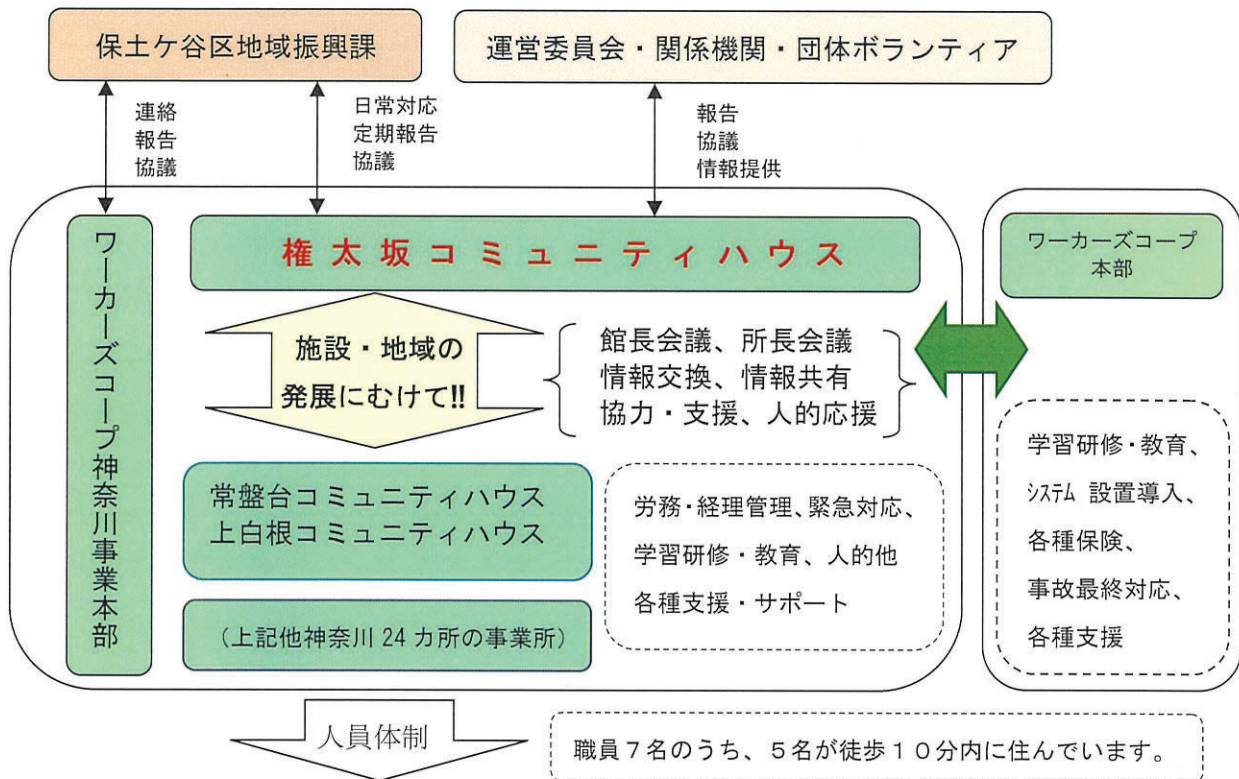 保土ケ谷区地域振興課
運営委員会・関係機関・団体ボランティア
連絡
報告
協議
日常対応
定期報告
協議
報告
協議
情報提供
ワーカーズコープ神奈川事業本部
権太坂コミュニティハウス
ワーカーズコープ
本部
施設・地域の
発展にむけて!!
館長会議、所長会議
情報交換、情報共有
協力・支援、人的応援
常盤台コミュニティハウス
上白根コミュニティハウス
（上記他神奈川24カ所の事業所）
労務・経理管理、緊急対応、
学習研修・教育、人的他
各種支援・サポート
学習研修・教育、
システム 設置導入、
各種保険、
事故最終対応、
各種支援
人員体制
職員７名のうち、５名が徒歩１０分内に住んでいます。